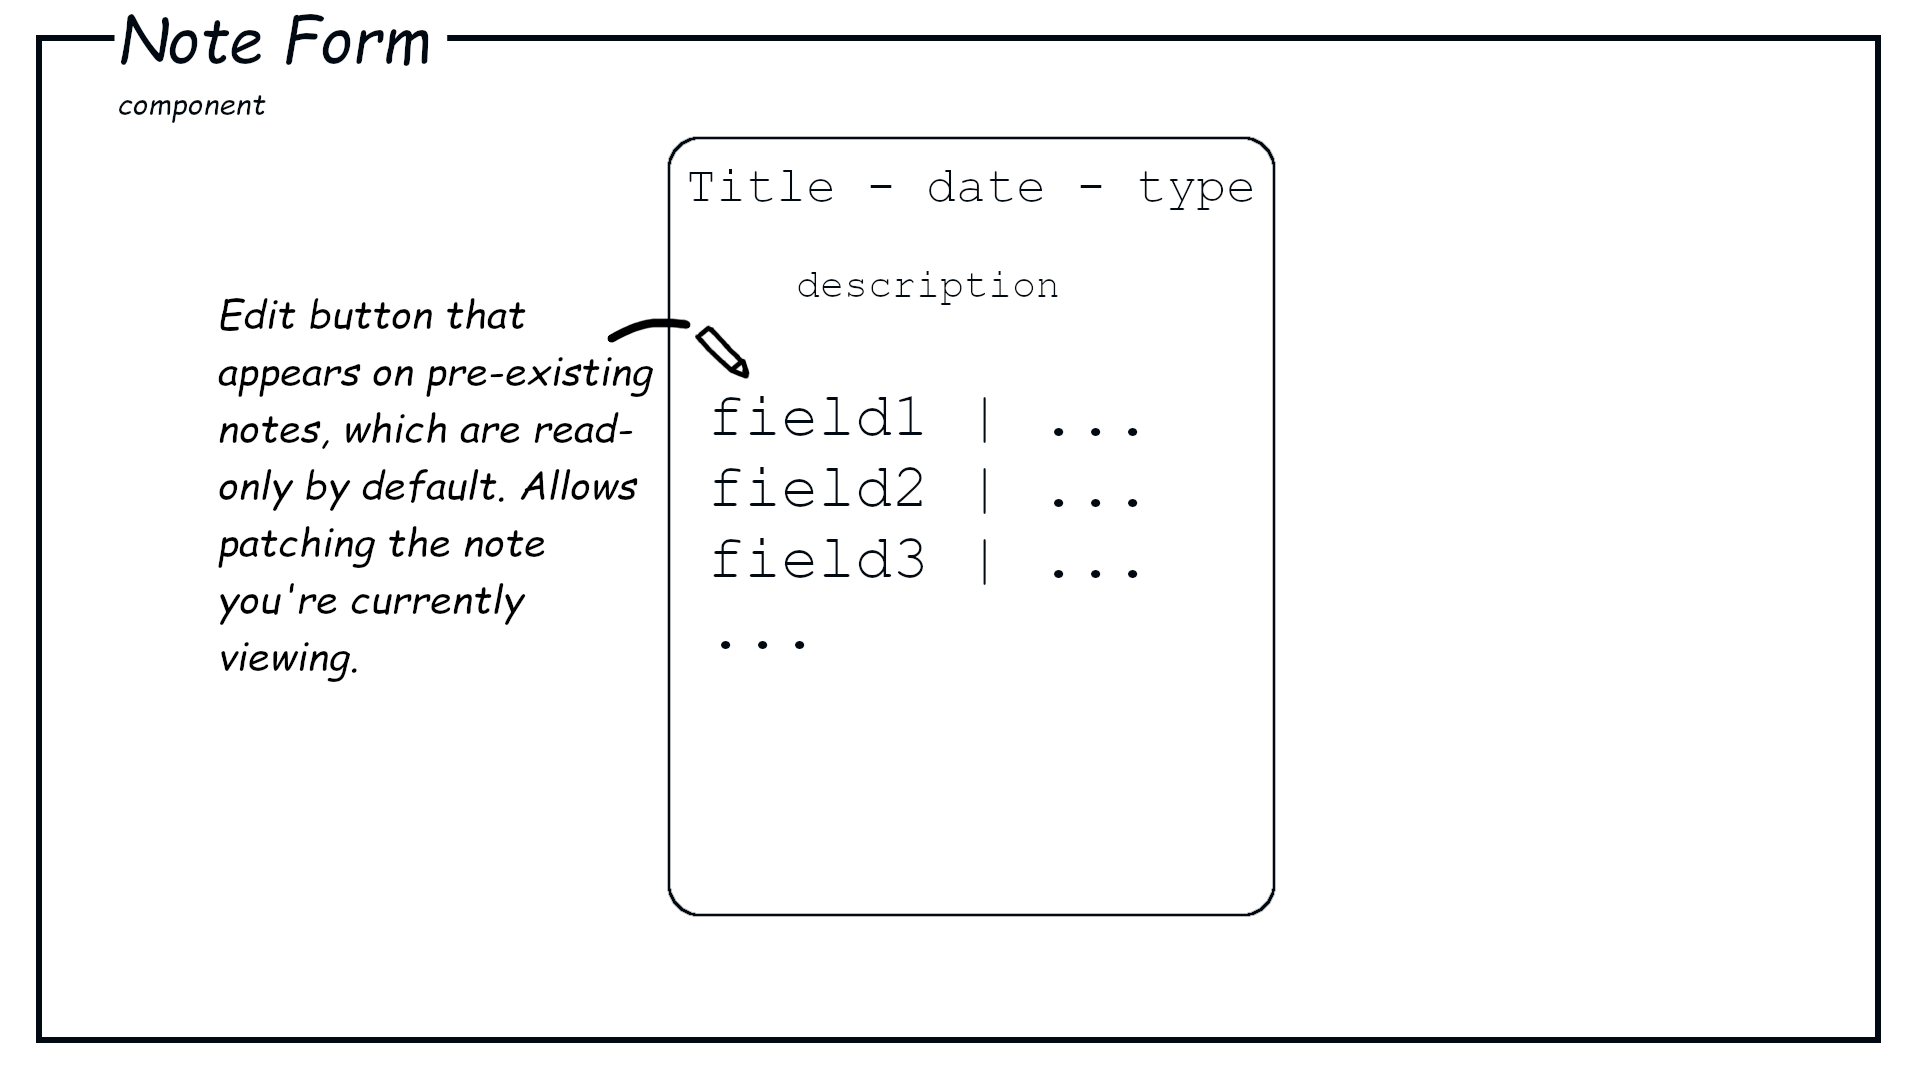 Note Form
component
Title - date - type
description
Edit button that
appears on pre-existing
notes, which are read-
only by default. Allows
patching the note
you're currently
viewing.
field1 | ...
field2 | ...
field3 | ...
...